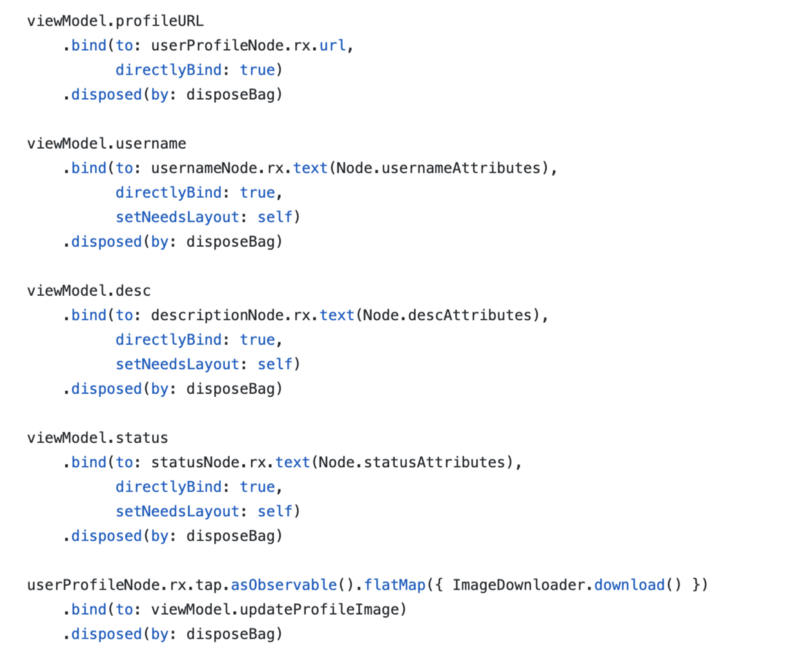 viewModel.profileURL
    .bind(to: userProfileNode.rx.url,
          directlyBind: true)
    .disposed(by: disposeBag)

viewModel.username
    .bind(to: usernameNode.rx.text(Node.usernameAttributes),
          directlyBind: true,
          setNeedsLayout: self)
    .disposed(by: disposeBag)

viewModel.desc
    .bind(to: descriptionNode.rx.text(Node.descAttributes),
          directlyBind: true,
          setNeedsLayout: self)
    .disposed(by: disposeBag)

viewModel.status
    .bind(to: statusNode.rx.text(Node.statusAttributes),
          directlyBind: true,
          setNeedsLayout: self)
    .disposed(by: disposeBag)

userProfileNode.rx.tap.asObservable().flatMap({ ImageDownloader.download() })
    .bind(to: viewModel.updateProfileImage)
    .disposed(by: disposeBag)